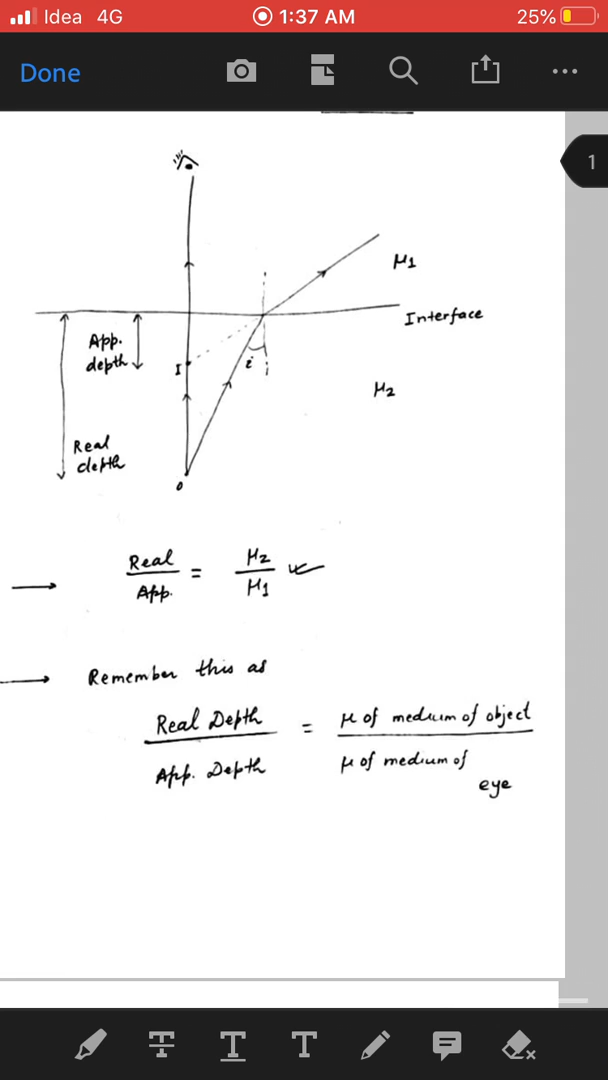 Idea 4G 1:37 AM 25%
Done
1
μ1
Interface
App.
depth
I
i
μ2
Real
depth
O
Real / App. = μ2 / μ1
Remember this as
Real Depth / App. Depth = μ of medium of object / μ of medium of
eye